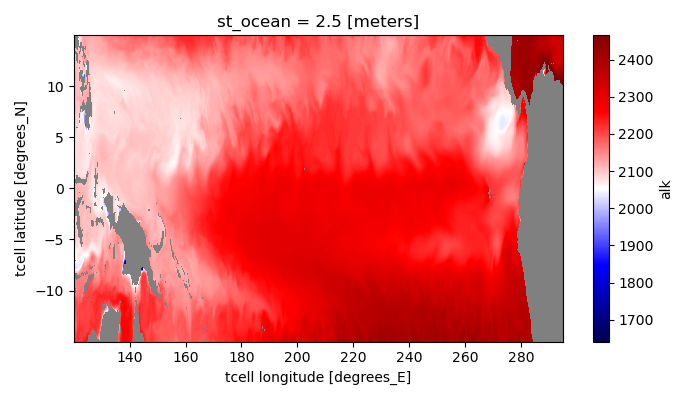 st_ocean = 2.5 [meters]
tcell latitude [degrees_N]
10
5
0
−5
−10
140 160 180 200 220 240 260 280
tcell longitude [degrees_E]
2400
2300
2200
2100
2000
1900
1800
1700
alk